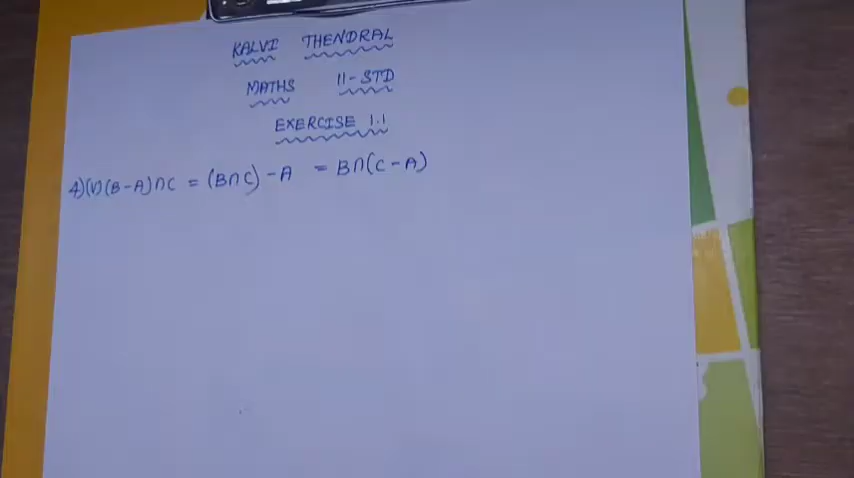 KALVI THENDRAL
MATHS 11-STD
EXERCISE 1.1
4)(v)(B-A)∩C = (B∩C) -A = B∩(C-A)